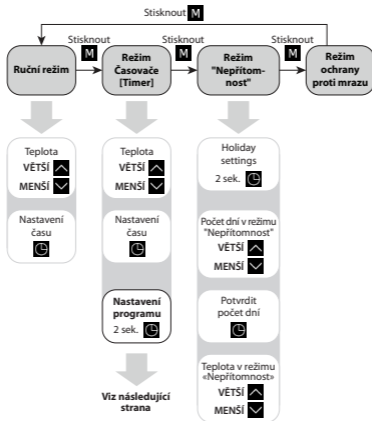 Stisknout M
Stisknout
M
Stisknout
M
Stisknout
M
Ruční režim
Režim
Časovače
[Timer]
Režim
"Nepřítom-
nost"
Režim
ochrany
proti mrazu
Teplota
VĚTŠÍ
MENŠÍ
Nastavení
času
Teplota
VĚTŠÍ
MENŠÍ
Nastavení
času
Nastavení
programu
2 sek.
Viz následující
strana
Holiday
settings
2 sek.
Počet dní v režimu
"Nepřítomnost"
VĚTŠÍ
MENŠÍ
Potvrdit
počet dní
Teplota v režimu
«Nepřítomnost»
VĚTŠÍ
MENŠÍ